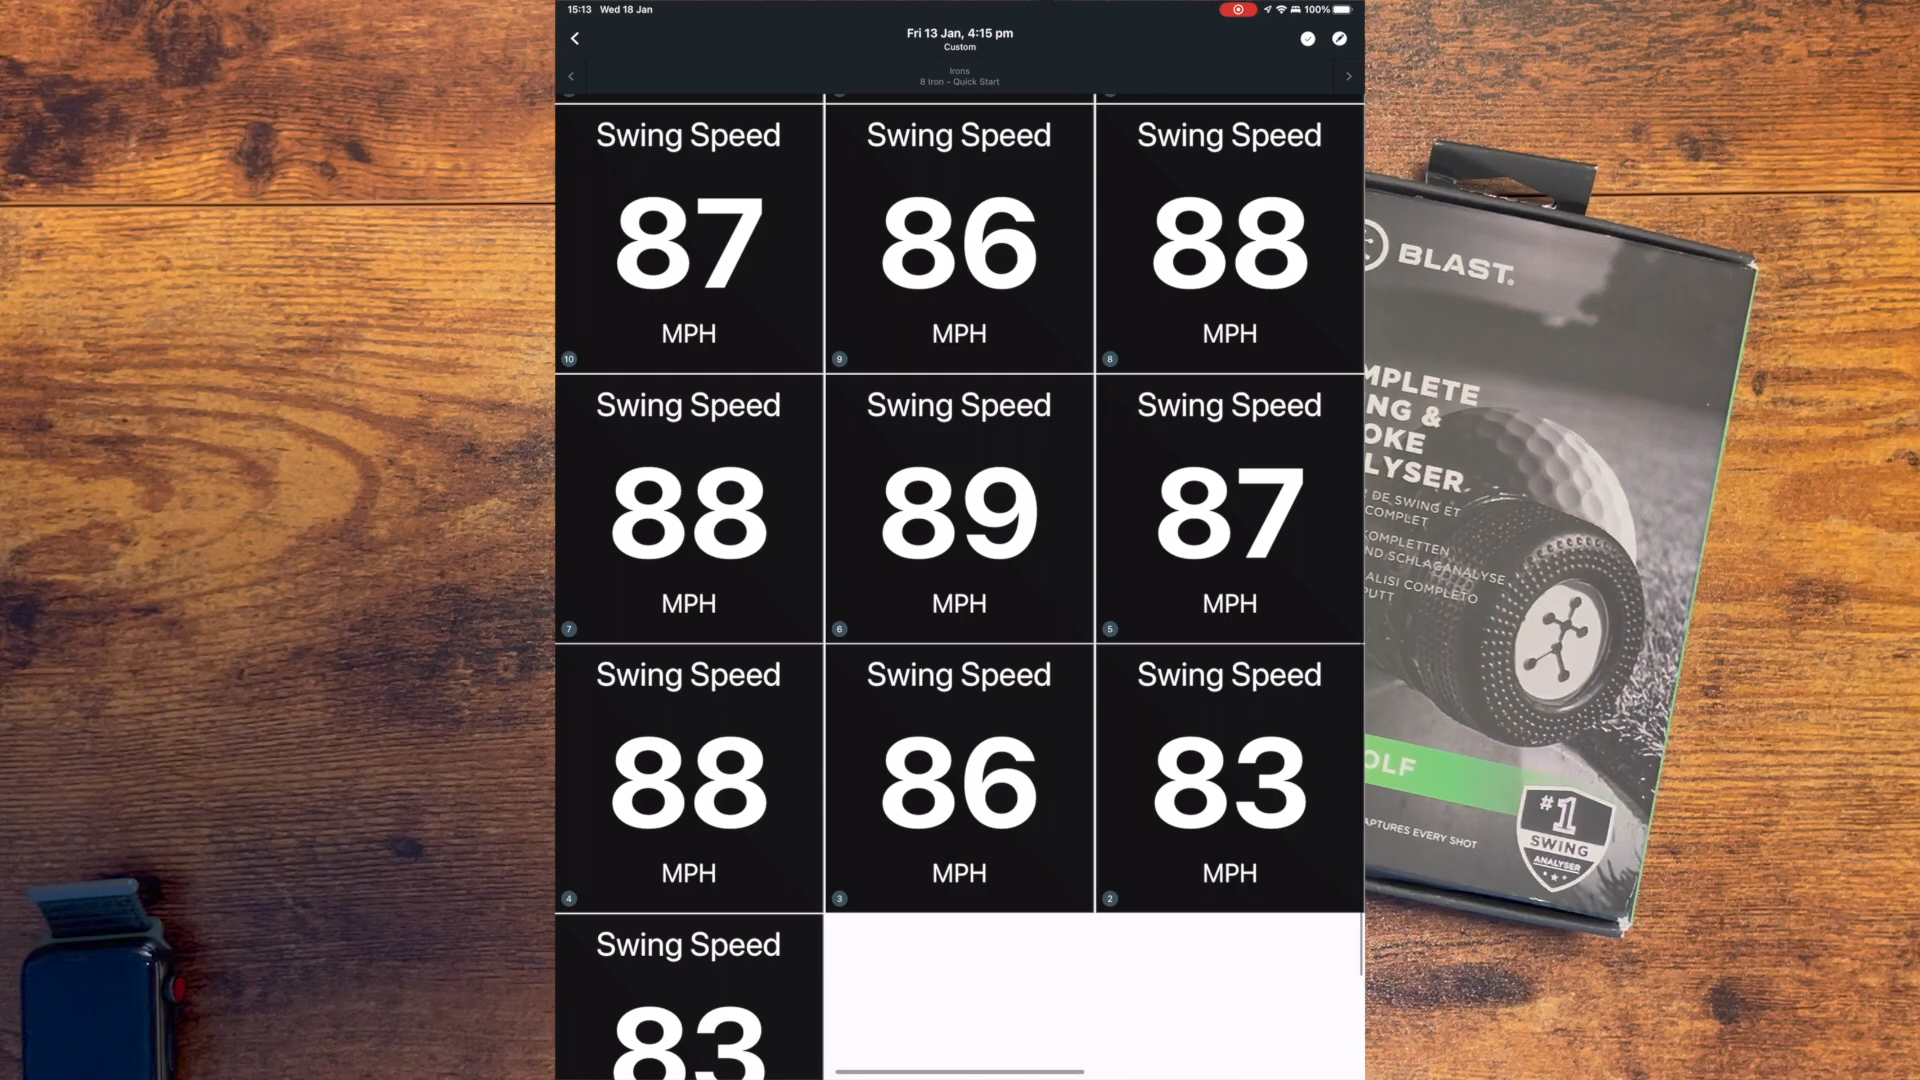 15:13 Wed 18 Jan
100%
Fri 13 Jan, 4:15 pm
Custom
Irons
8 Iron - Quick Start
Swing Speed
87
MPH
10
Swing Speed
86
MPH
9
Swing Speed
88
MPH
8
Swing Speed
88
MPH
7
Swing Speed
89
MPH
6
Swing Speed
87
MPH
5
Swing Speed
88
MPH
4
Swing Speed
86
MPH
3
Swing Speed
83
MPH
2
Swing Speed
83
BLAST.
MPLETE
NG &
OKE
LYSER
DE SWING ET
COMPLET
KOMPLETTEN
ND SCHLAGANALYSE
ALISI COMPLETO
PUTT
OLF
APTURES EVERY SHOT
#1
SWING
ANALYSER